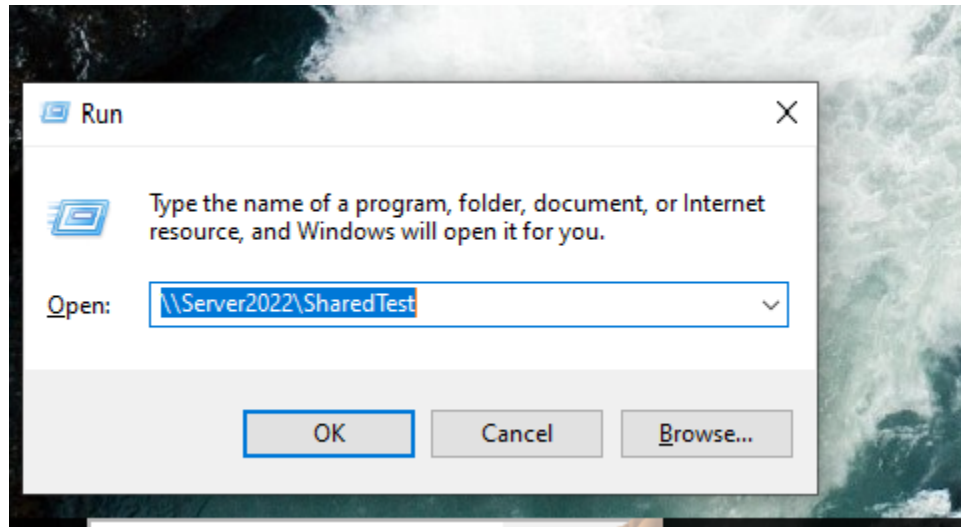 Run
Type the name of a program, folder, document, or Internet
resource, and Windows will open it for you.
Open:
\\Server2022\SharedTest
OK
Cancel
Browse...